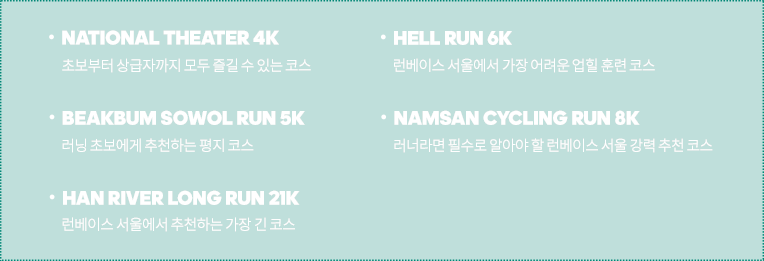 • NATIONAL THEATER 4K
초보부터 상급자까지 모두 즐길 수 있는 코스
• HELL RUN 6K
런베이스 서울에서 가장 어려운 업힐 훈련 코스
• BEAKBUM SOWOL RUN 5K
러닝 초보에게 추천하는 평지 코스
• NAMSAN CYCLING RUN 8K
러너라면 필수로 알아야 할 런베이스 서울 강력 추천 코스
• HAN RIVER LONG RUN 21K
런베이스 서울에서 추천하는 가장 긴 코스